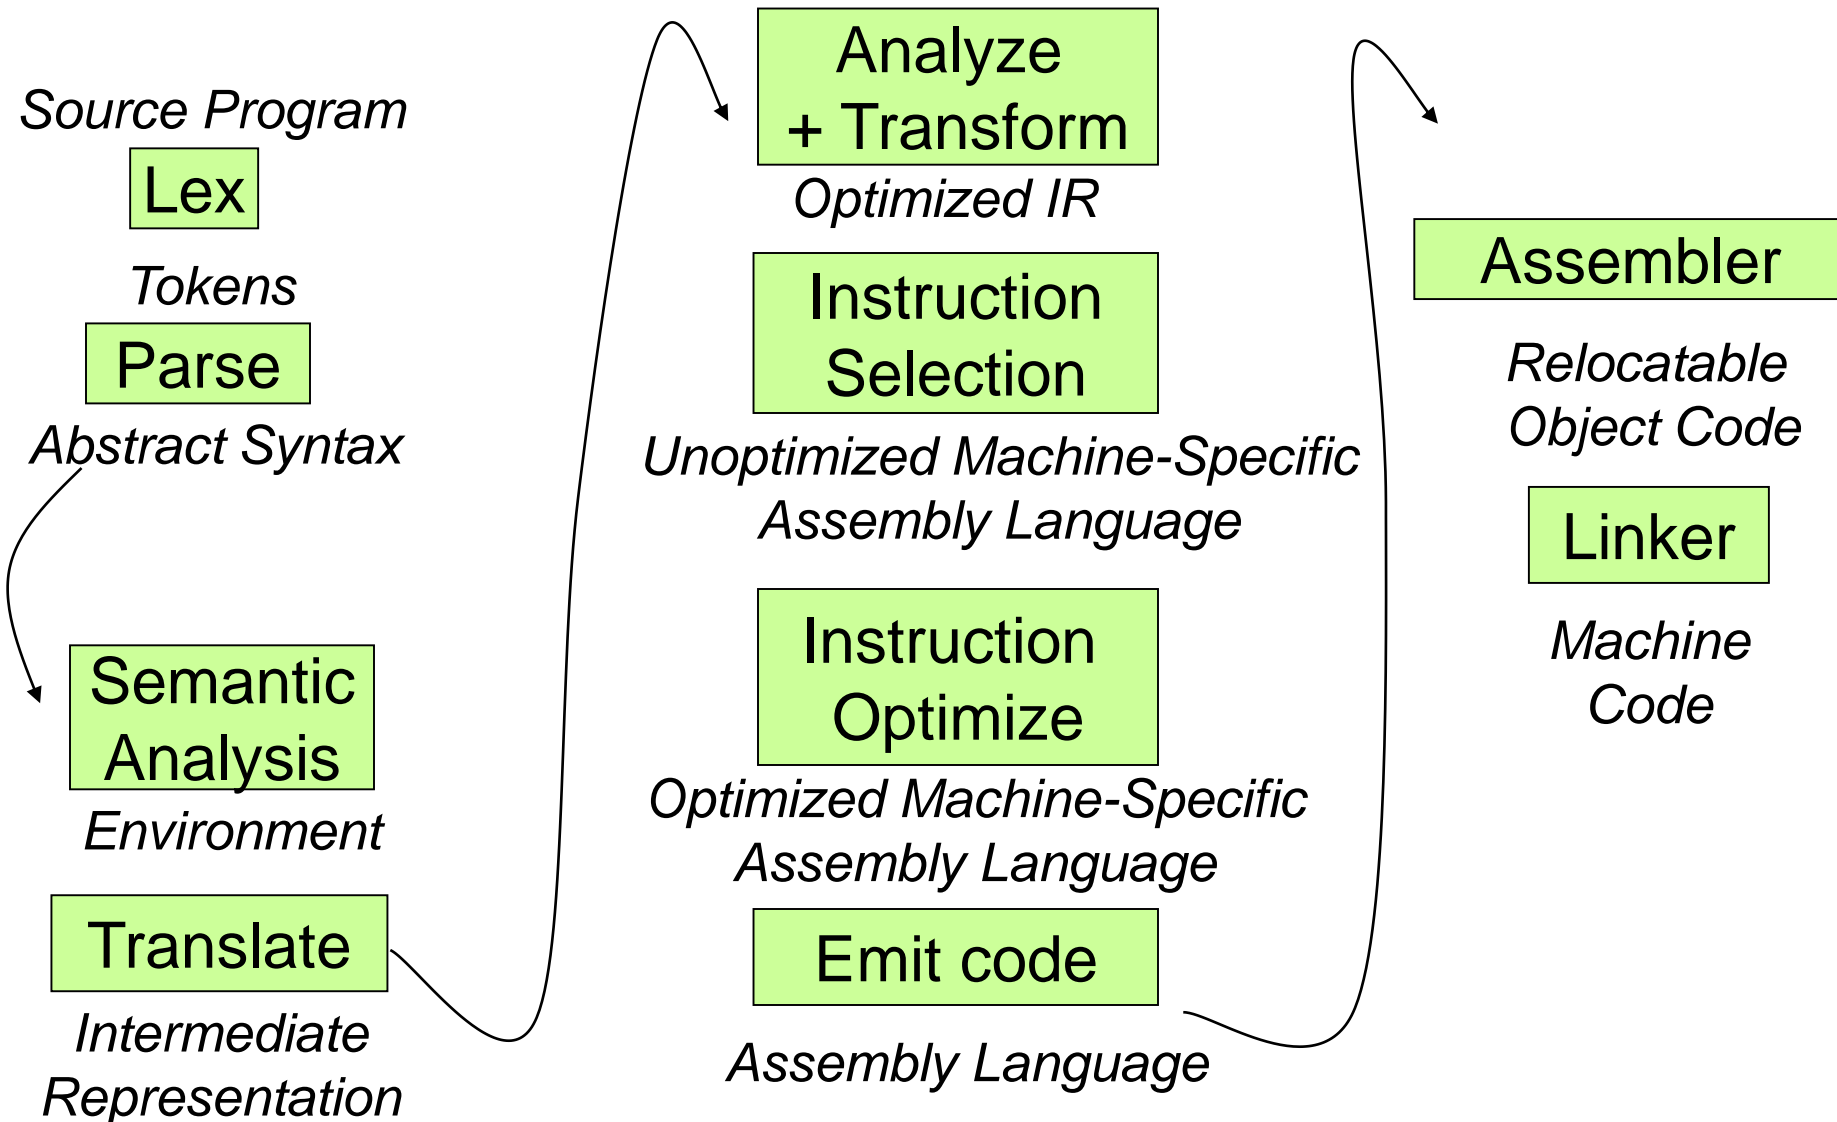 Source Program
Lex
Tokens
Parse
Abstract Syntax
Semantic
Analysis
Environment
Translate
Intermediate
Representation
Analyze
+ Transform
Optimized IR
Instruction
Selection
Unoptimized Machine-Specific
Assembly Language
Instruction
Optimize
Optimized Machine-Specific
Assembly Language
Emit code
Assembly Language
Assembler
Relocatable
Object Code
Linker
Machine
Code